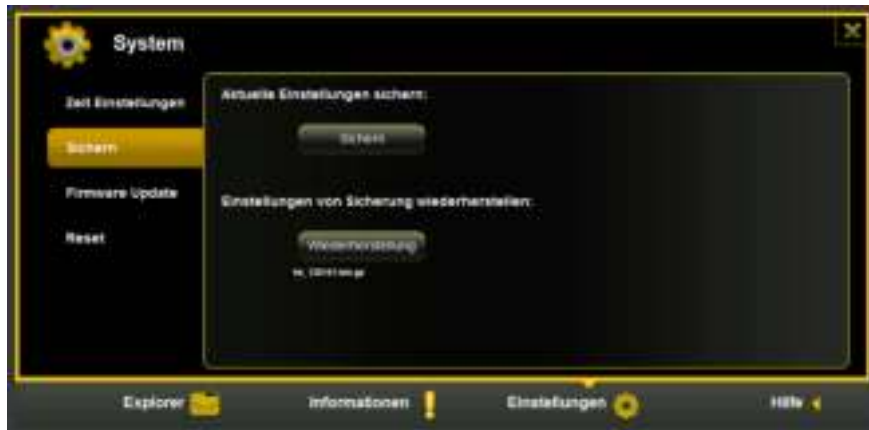 System
Zeit Einstellungen
Sichern
Firmware Update
Reset
Aktuelle Einstellungen sichern:
Sichern
Einstellungen von Sicherung wiederherstellen:
Wiederherstellung
Explorer
Informationen
Einstellungen
Hilfe